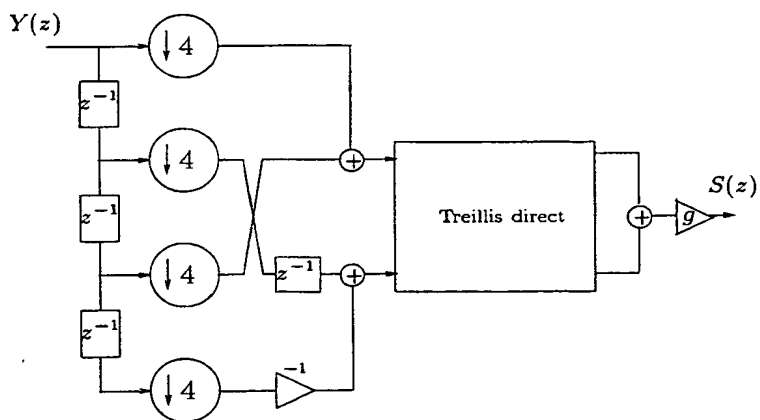 Y(z)
↓ 4
z⁻¹
↓ 4
+
S(z)
z⁻¹
Treillis direct
+
g
↓ 4
z⁻¹
+
z⁻¹
−1
↓ 4